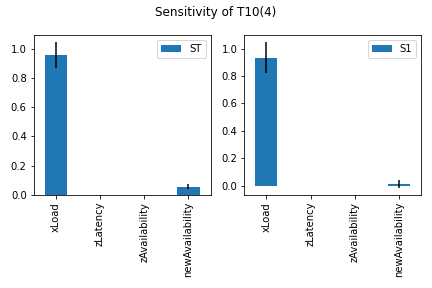 Sensitivity of T10(4)
ST
1.0
0.8
0.6
0.4
0.2
0.0
xLoad
zLatency
zAvailability
newAvailability
S1
1.0
0.8
0.6
0.4
0.2
0.0
xLoad
zLatency
zAvailability
newAvailability